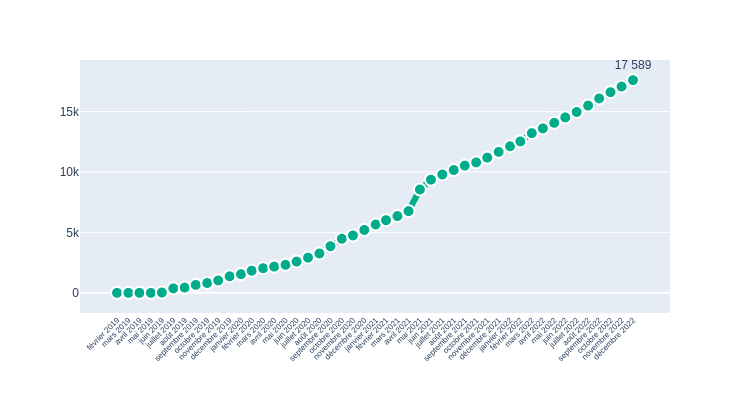 17 589
15k
10k
5k
0
février 2019
mars 2019
avril 2019
mai 2019
juin 2019
juillet 2019
août 2019
septembre 2019
octobre 2019
novembre 2019
décembre 2019
janvier 2020
février 2020
mars 2020
avril 2020
mai 2020
juin 2020
juillet 2020
août 2020
septembre 2020
octobre 2020
novembre 2020
décembre 2020
janvier 2021
février 2021
mars 2021
avril 2021
mai 2021
juin 2021
juillet 2021
août 2021
septembre 2021
octobre 2021
novembre 2021
décembre 2021
janvier 2022
février 2022
mars 2022
avril 2022
mai 2022
juin 2022
juillet 2022
août 2022
septembre 2022
octobre 2022
novembre 2022
décembre 2022